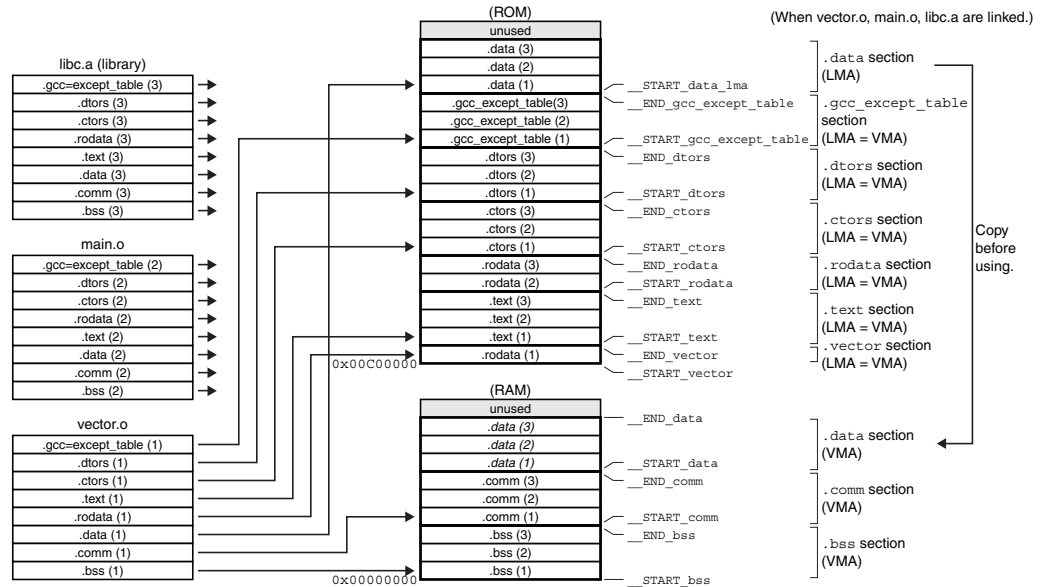 (When vector.o, main.o, libc.a are linked.)
libc.a (library)
.gcc=except_table (3)
.dtors (3)
.ctors (3)
.rodata (3)
.text (3)
.data (3)
.comm (3)
.bss (3)
main.o
.gcc=except_table (2)
.dtors (2)
.ctors (2)
.rodata (2)
.text (2)
.data (2)
.comm (2)
.bss (2)
vector.o
.gcc=except_table (1)
.dtors (1)
.ctors (1)
.text (1)
.rodata (1)
.data (1)
.comm (1)
.bss (1)
(ROM)
unused
.data (3)
.data (2)
.data (1)
.gcc_except_table(3)
.gcc_except_table (2)
.gcc_except_table (1)
.dtors (3)
.dtors (2)
.dtors (1)
.ctors (3)
.ctors (2)
.ctors (1)
.rodata (3)
.rodata (2)
.text (3)
.text (2)
.text (1)
.rodata (1)
0x00C00000
__START_data_lma
__END_gcc_except_table
__START_gcc_except_table
__END_dtors
__START_dtors
__END_ctors
__START_ctors
__END_rodata
__START_rodata
__END_text
__START_text
__END_vector
__START_vector
.data section
(LMA)
.gcc_except_table
section
(LMA = VMA)
.dtors section
(LMA = VMA)
.ctors section
(LMA = VMA)
.rodata section
(LMA = VMA)
.text section
(LMA = VMA)
.vector section
(LMA = VMA)
Copy
before
using.
(RAM)
unused
.data (3)
.data (2)
.data (1)
.comm (3)
.comm (2)
.comm (1)
.bss (3)
.bss (2)
.bss (1)
0x00000000
__END_data
__START_data
__END_comm
__START_comm
__END_bss
__START_bss
.data section
(VMA)
.comm section
(VMA)
.bss section
(VMA)